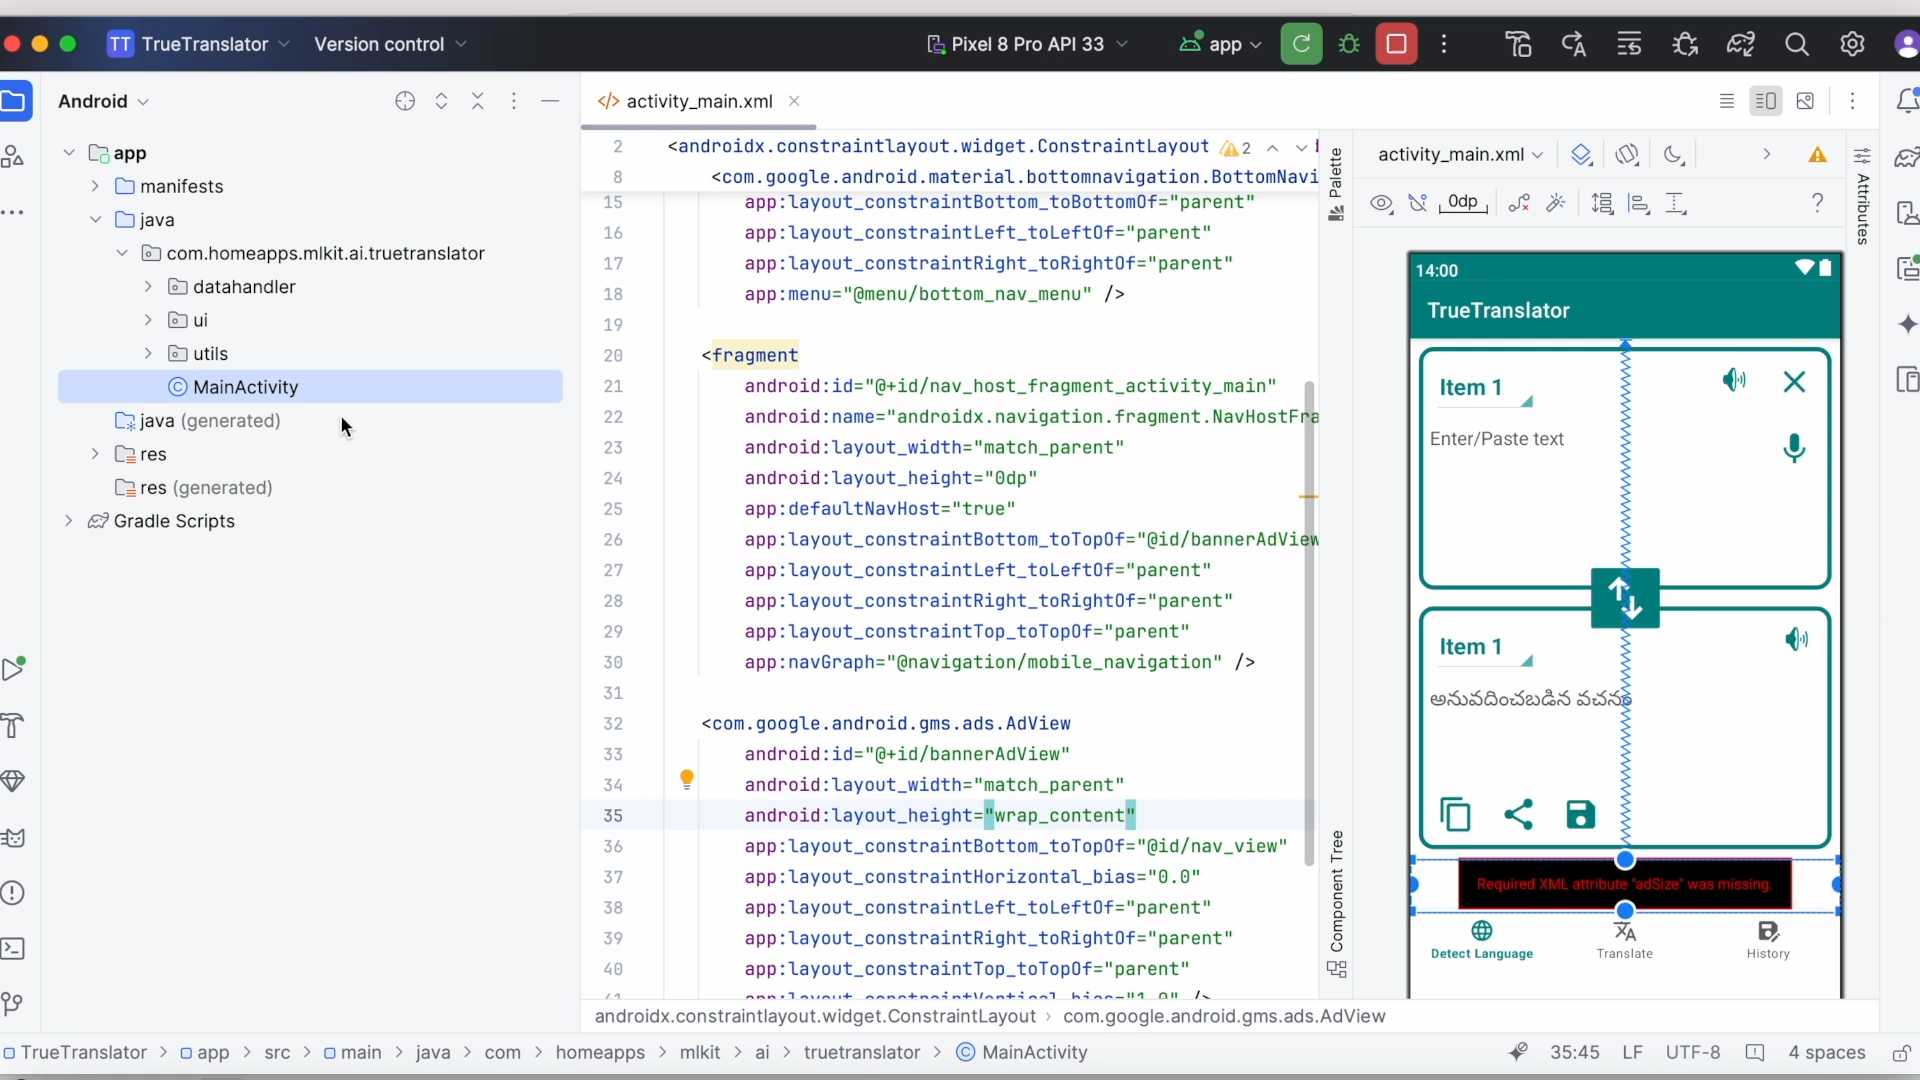 TT TrueTranslator Version control Pixel 8 Pro API 33 app
Android
app
manifests
java
com.homeapps.mlkit.ai.truetranslator
datahandler
ui
utils
MainActivity
java (generated)
res
res (generated)
Gradle Scripts
</> activity_main.xml
2 <androidx.constraintlayout.widget.ConstraintLayout 2
8 <com.google.android.material.bottomnavigation.BottomNavi
15 app:layout_constraintBottom_toBottomOf="parent"
16 app:layout_constraintLeft_toLeftOf="parent"
17 app:layout_constraintRight_toRightOf="parent"
18 app:menu="@menu/bottom_nav_menu" />
19
20 <fragment
21 android:id="@+id/nav_host_fragment_activity_main"
22 android:name="androidx.navigation.fragment.NavHostFra
23 android:layout_width="match_parent"
24 android:layout_height="0dp"
25 app:defaultNavHost="true"
26 app:layout_constraintBottom_toTopOf="@id/bannerAdView
27 app:layout_constraintLeft_toLeftOf="parent"
28 app:layout_constraintRight_toRightOf="parent"
29 app:layout_constraintTop_toTopOf="parent"
30 app:navGraph="@navigation/mobile_navigation" />
31
32 <com.google.android.gms.ads.AdView
33 android:id="@+id/bannerAdView"
34 android:layout_width="match_parent"
35 android:layout_height="wrap_content"
36 app:layout_constraintBottom_toTopOf="@id/nav_view"
37 app:layout_constraintHorizontal_bias="0.0"
38 app:layout_constraintLeft_toLeftOf="parent"
39 app:layout_constraintRight_toRightOf="parent"
40 app:layout_constraintTop_toTopOf="parent"
41 app:layout_constraintVertical_bias="1.0" />
Palette
Component Tree
activity_main.xml
0dp
?
Attributes
14:00
TrueTranslator
Item 1
Enter/Paste text
Item 1
అనువదించబడిన వచనం
Required XML attribute "adSize" was missing.
Detect Language Translate History
androidx.constraintlayout.widget.ConstraintLayout > com.google.android.gms.ads.AdView
TrueTranslator > app > src > main > java > com > homeapps > mlkit > ai > truetranslator > MainActivity 35:45 LF UTF-8 4 spaces